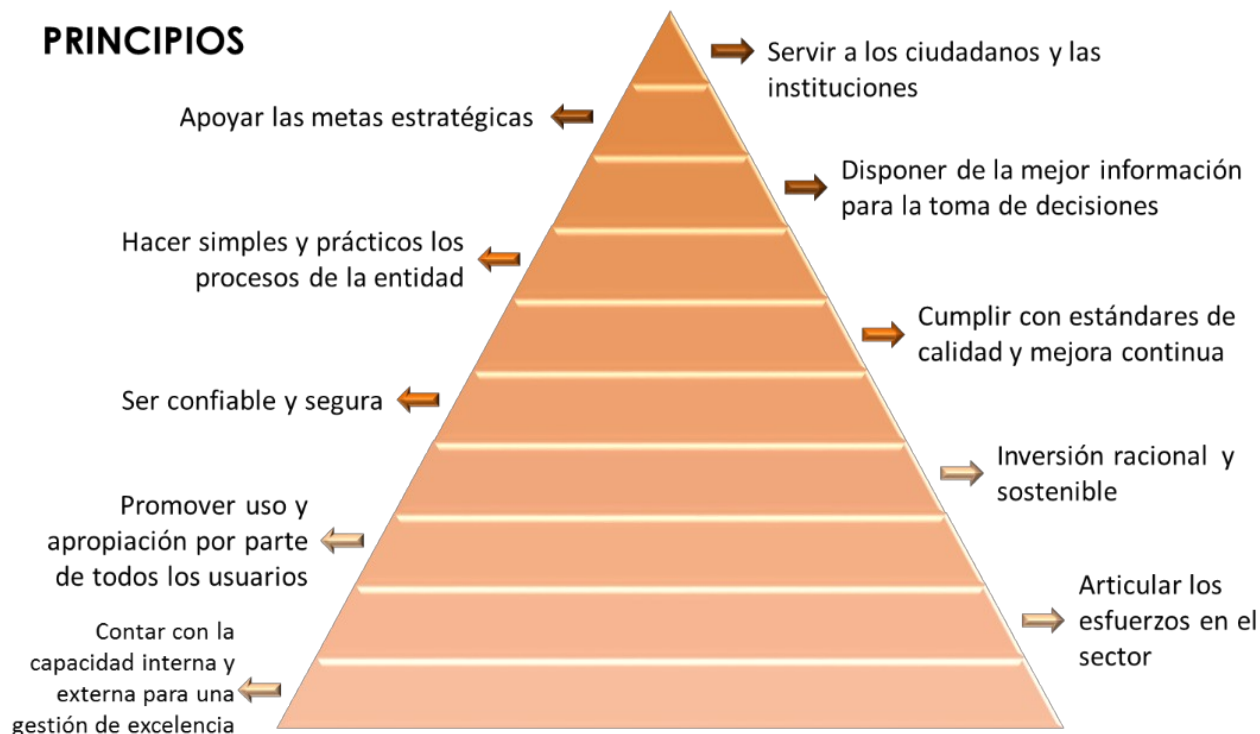 PRINCIPIOS
Servir a los ciudadanos y las
instituciones
Apoyar las metas estratégicas
Disponer de la mejor información
para la toma de decisiones
Hacer simples y prácticos los
procesos de la entidad
Cumplir con estándares de
calidad y mejora continua
Ser confiable y segura
Inversión racional y
sostenible
Promover uso y
apropiación por parte
de todos los usuarios
Articular los
esfuerzos en el
sector
Contar con la
capacidad interna y
externa para una
gestión de excelencia